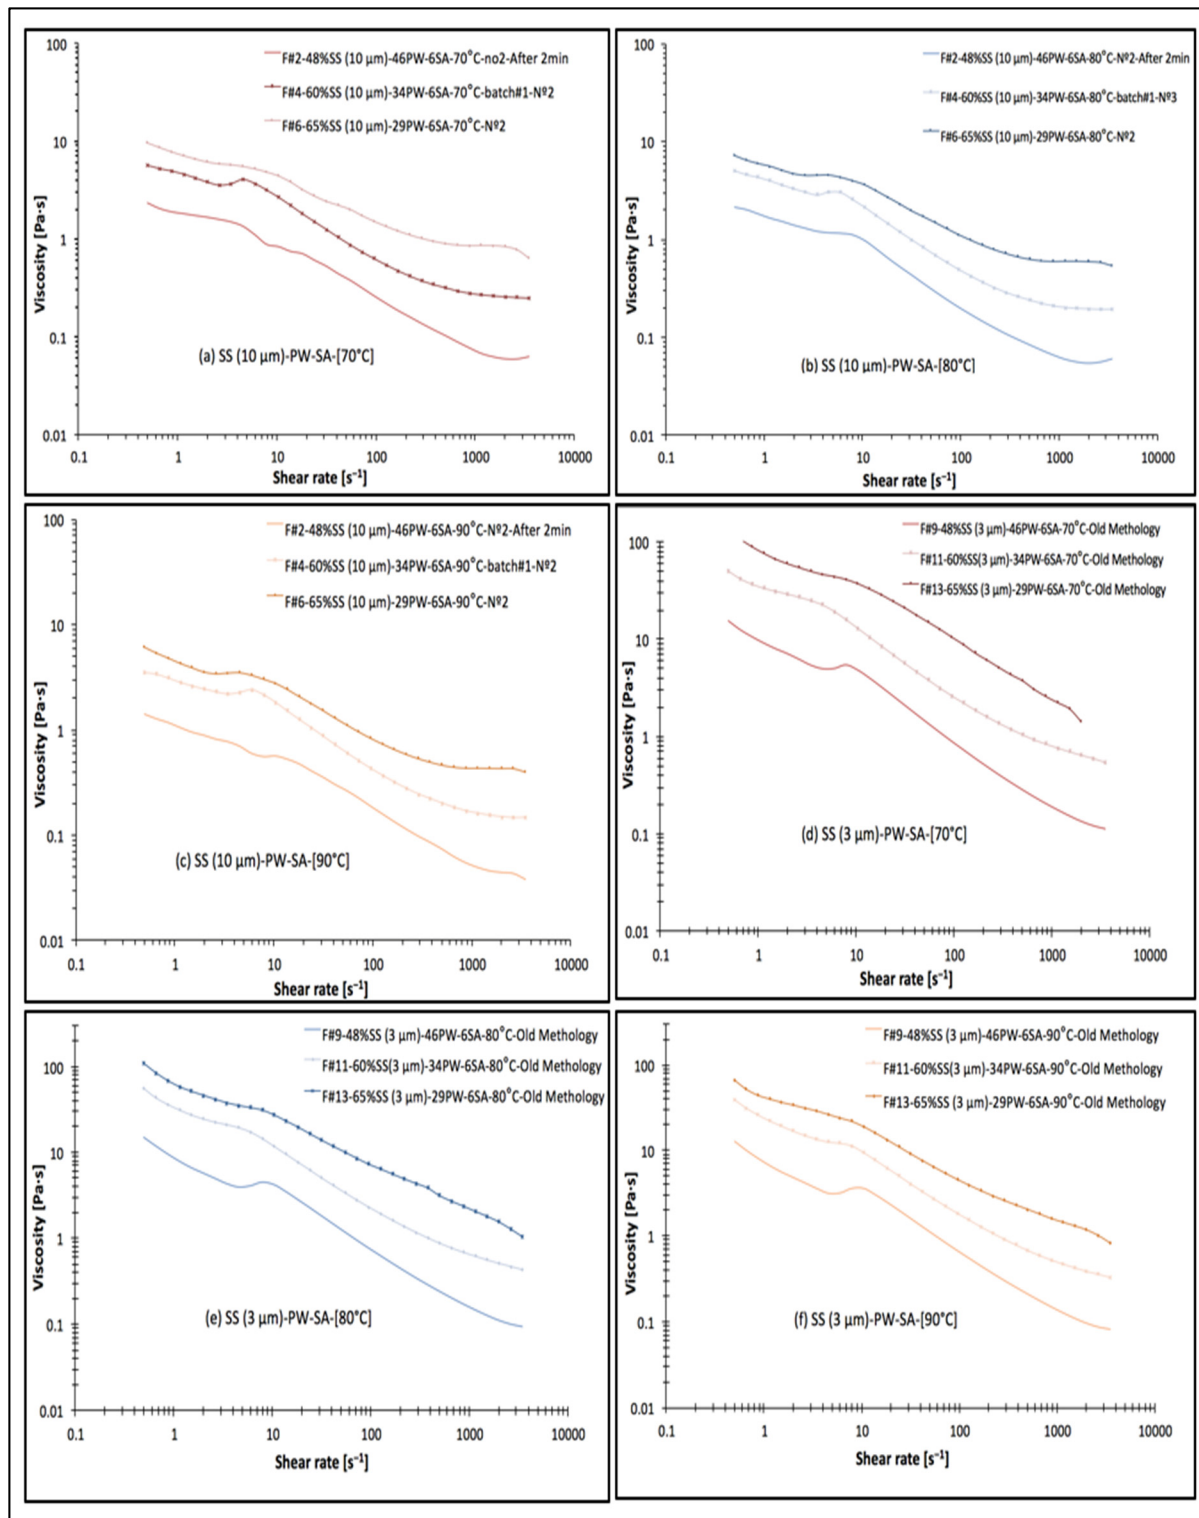 100
10
1
0.1
0.01
Viscosity [Pa·s]
F#2-48%SS (10 µm)-46PW-6SA-70°C-no2-After 2min
F#4-60%SS (10 µm)-34PW-6SA-70°C-batch#1-Nº2
F#6-65%SS (10 µm)-29PW-6SA-70°C-Nº2
(a) SS (10 µm)-PW-SA-[70°C]
0.1 1 10 100 1000 10000
Shear rate [s⁻¹]
100
10
1
0.1
0.01
Viscosity [Pa·s]
F#2-48%SS (10 µm)-46PW-6SA-80°C-Nº2-After 2min
F#4-60%SS (10 µm)-34PW-6SA-80°C-batch#1-Nº3
F#6-65%SS (10 µm)-29PW-6SA-80°C-Nº2
(b) SS (10 µm)-PW-SA-[80°C]
0.1 1 10 100 1000 10000
Shear rate [s⁻¹]
100
10
1
0.1
0.01
Viscosity [Pa·s]
F#2-48%SS (10 µm)-46PW-6SA-90°C-Nº2-After 2min
F#4-60%SS (10 µm)-34PW-6SA-90°C-batch#1-Nº2
F#6-65%SS (10 µm)-29PW-6SA-90°C-Nº2
(c) SS (10 µm)-PW-SA-[90°C]
0.1 1 10 100 1000 10000
Shear rate [s⁻¹]
100
10
1
0.1
0.01
Viscosity [Pa·s]
F#9-48%SS (3 µm)-46PW-6SA-70°C-Old Methology
F#11-60%SS(3 µm)-34PW-6SA-70°C-Old Methology
F#13-65%SS (3 µm)-29PW-6SA-70°C-Old Methology
(d) SS (3 µm)-PW-SA-[70°C]
0.1 1 10 100 1000 10000
Shear rate [s⁻¹]
100
10
1
0.1
0.01
Viscosity [Pa·s]
F#9-48%SS (3 µm)-46PW-6SA-80°C-Old Methology
F#11-60%SS(3 µm)-34PW-6SA-80°C-Old Methology
F#13-65%SS (3 µm)-29PW-6SA-80°C-Old Methology
(e) SS (3 µm)-PW-SA-[80°C]
0.1 1 10 100 1000 10000
Shear rate [s⁻¹]
100
10
1
0.1
0.01
Viscosity [Pa·s]
F#9-48%SS (3 µm)-46PW-6SA-90°C-Old Methology
F#11-60%SS(3 µm)-34PW-6SA-90°C-Old Methology
F#13-65%SS (3 µm)-29PW-6SA-90°C-Old Methology
(f) SS (3 µm)-PW-SA-[90°C]
0.1 1 10 100 1000 10000
Shear rate [s⁻¹]